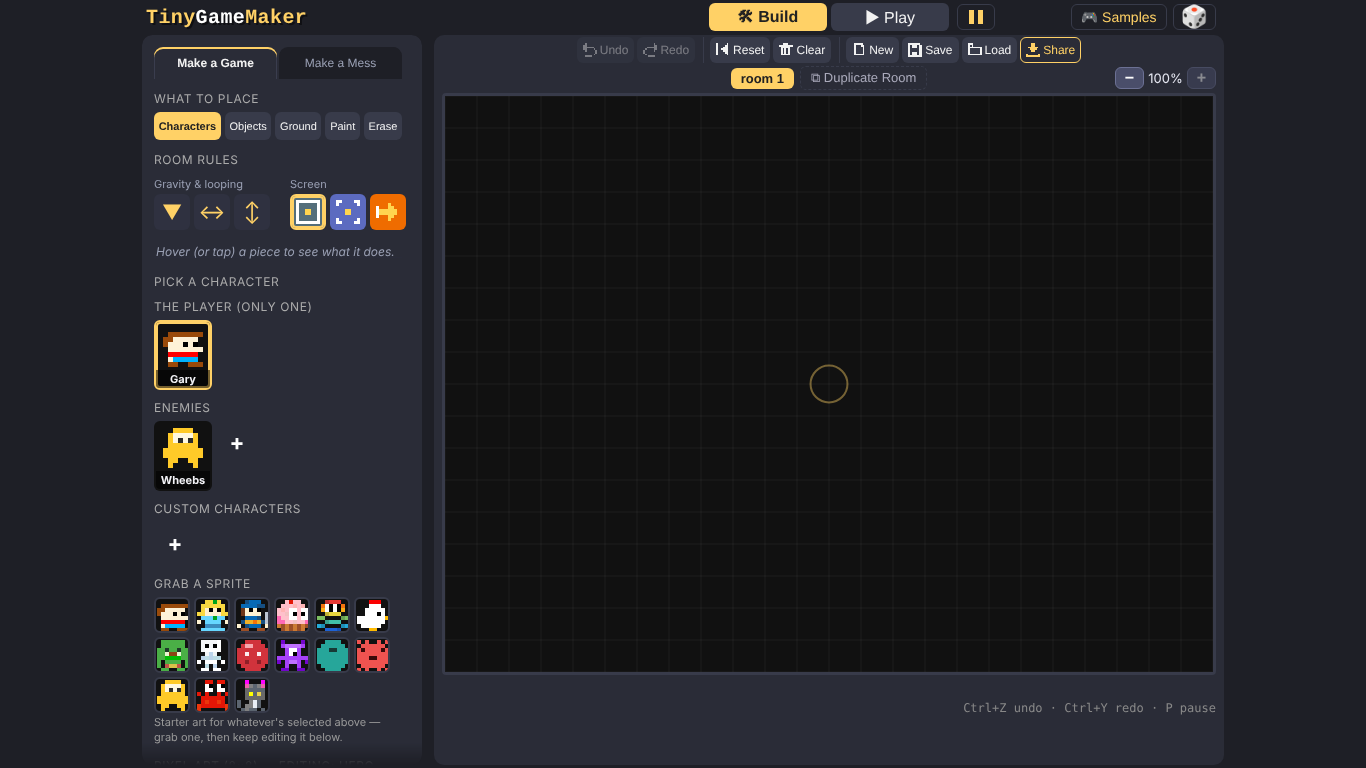 TinyGameMaker
🛠 Build
▶ Play
🎮 Samples
Make a Game
Make a Mess
Undo
Redo
Reset
Clear
New
Save
Load
Share
room 1
⧉ Duplicate Room
− 100% +
WHAT TO PLACE
Characters
Objects
Ground
Paint
Erase
ROOM RULES
Gravity & looping
Screen
Hover (or tap) a piece to see what it does.
PICK A CHARACTER
THE PLAYER (ONLY ONE)
Gary
ENEMIES
Wheebs
+
CUSTOM CHARACTERS
+
GRAB A SPRITE
Starter art for whatever's selected above —
grab one, then keep editing it below.
Ctrl+Z undo · Ctrl+Y redo · P pause